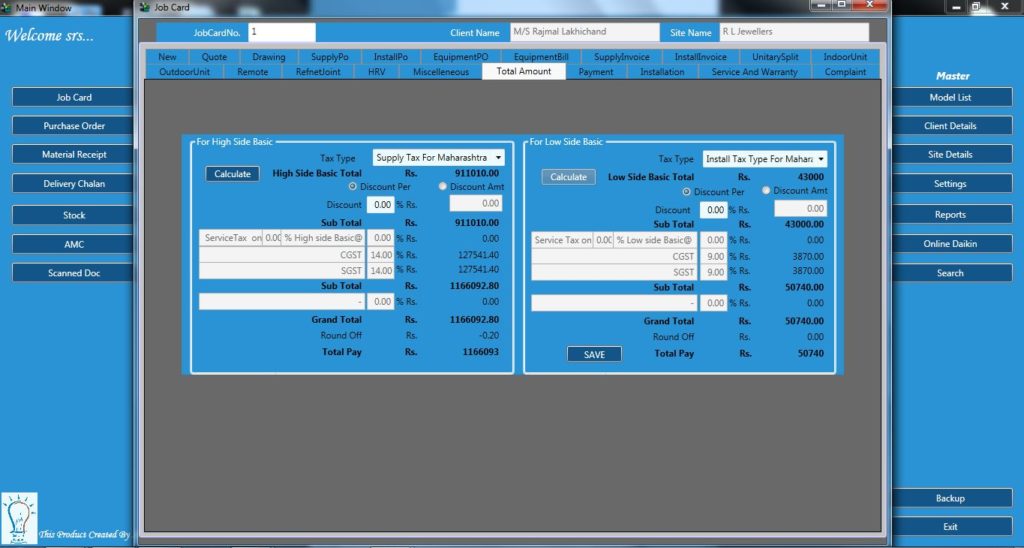 Main Window
Job Card
Welcome srs...
JobCardNo. 1 Client Name M/S Rajmal Lakhichand Site Name R L Jewellers
New Quote Drawing SupplyPo InstallPo EquipmentPO EquipmentBill SupplyInvoice InstallInvoice UnitarySplit IndoorUnit
OutdoorUnit Remote RefnetJoint HRV Miscelleneous Total Amount Payment Installation Service And Warranty Complaint
Job Card
Purchase Order
Material Receipt
Delivery Chalan
Stock
AMC
Scanned Doc
For High Side Basic
Tax Type Supply Tax For Maharashtra
Calculate High Side Basic Total Rs. 911010.00
Discount Per Discount Amt
Discount 0.00 % Rs. 0.00
Sub Total Rs. 911010.00
ServiceTax on 0.00 % High side Basic@ 0.00 % Rs. 0.00
CGST 14.00 % Rs. 127541.40
SGST 14.00 % Rs. 127541.40
Sub Total Rs. 1166092.80
- 0.00 % Rs. 0.00
Grand Total Rs. 1166092.80
Round Off Rs. -0.20
Total Pay Rs. 1166093
For Low Side Basic
Tax Type Install Tax Type For Mahara
Calculate Low Side Basic Total Rs. 43000
Discount Per Discount Amt
Discount 0.00 % Rs. 0.00
Sub Total Rs. 43000.00
Service Tax on 0.00 % Low side Basic@ 0.00 % Rs. 0.00
CGST 9.00 % Rs. 3870.00
SGST 9.00 % Rs. 3870.00
Sub Total Rs. 50740.00
- 0.00 % Rs. 0.00
Grand Total Rs. 50740.00
Round Off Rs. 0.00
SAVE Total Pay Rs. 50740
Master
Model List
Client Details
Site Details
Settings
Reports
Online Daikin
Search
Backup
Exit
This Product Created By